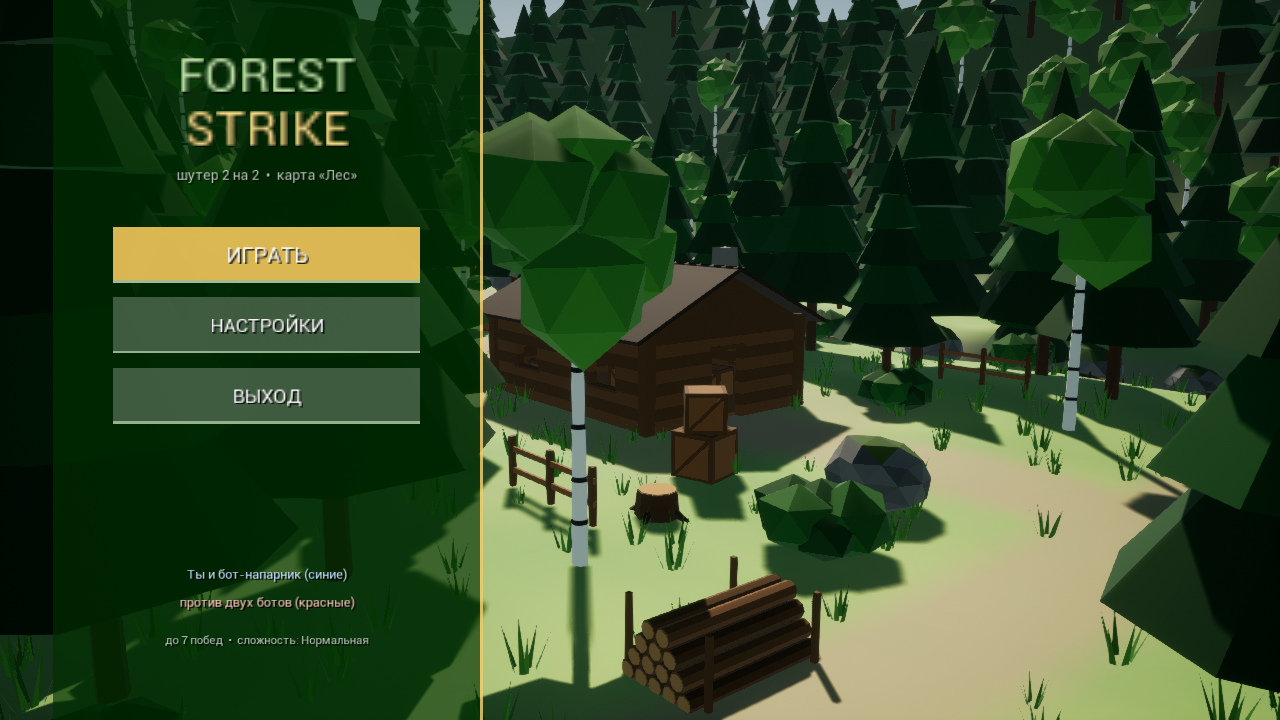 FOREST
STRIKE
шутер 2 на 2 • карта «Лес»
ИГРАТЬ
НАСТРОЙКИ
ВЫХОД
Ты и бот-напарник (синие)
против двух ботов (красные)
до 7 побед • сложность: Нормальная